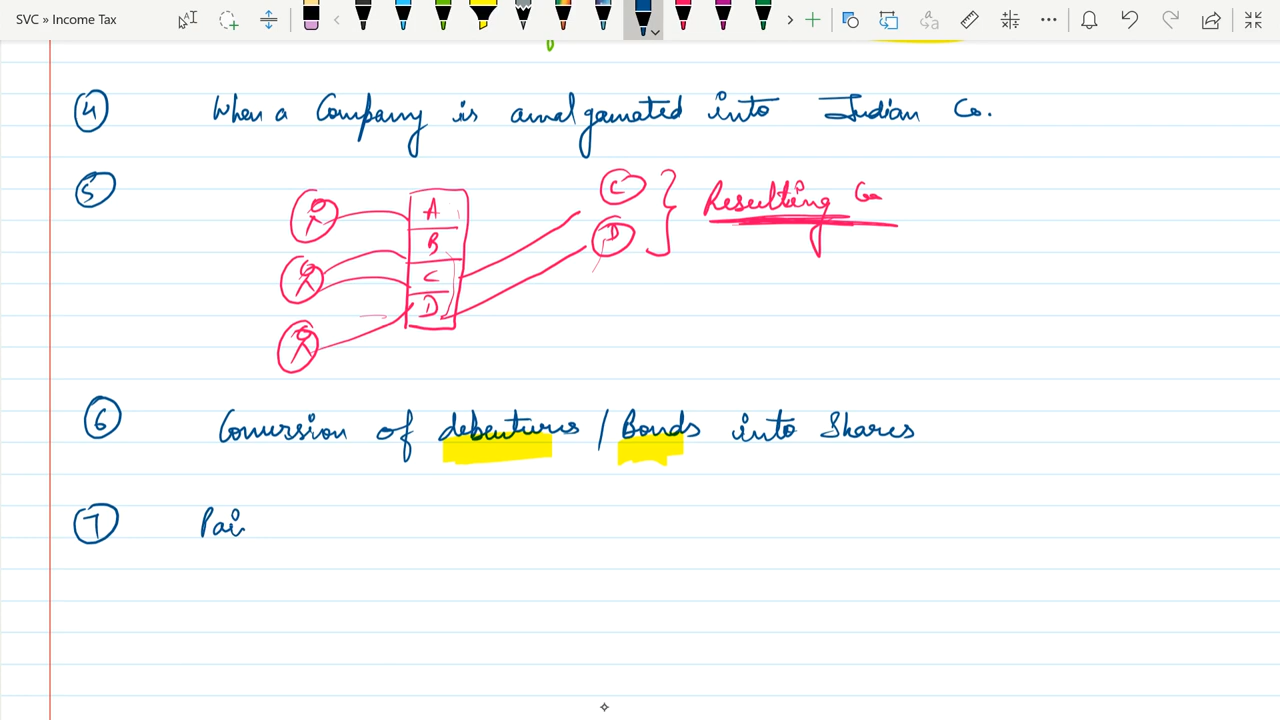 SVC » Income Tax
④ When a Company is amalgamated into Indian Co.
⑤
A
B
C
D
C
D
Resulting Co
⑥ Conversion of debentures / Bonds into Shares
⑦ Pai